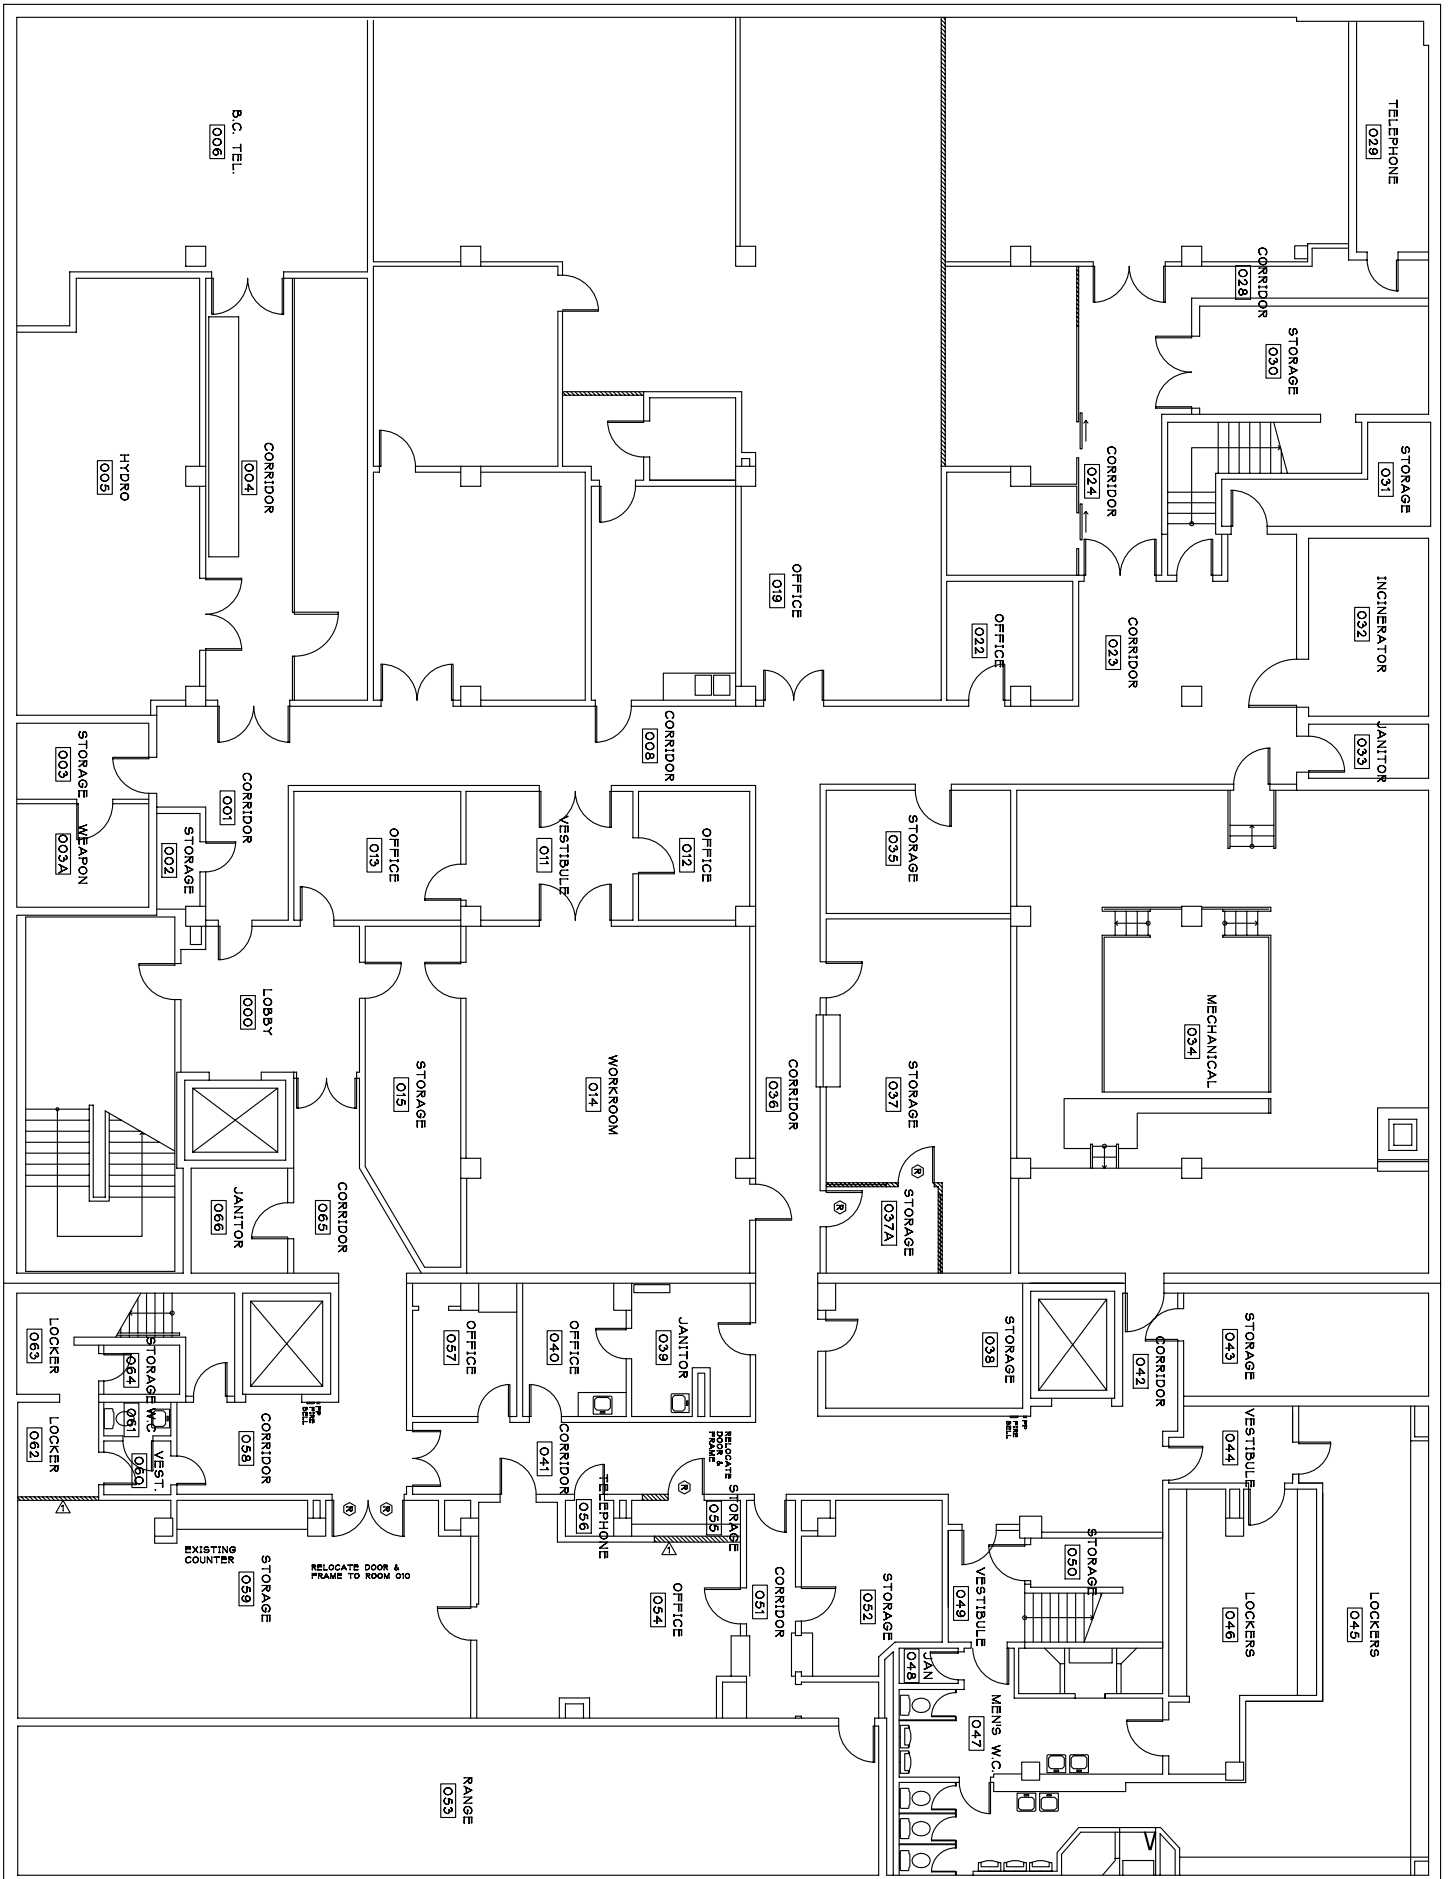 TELEPHONE
029
B.C. TEL.
006
CORRIDOR
028
STORAGE
030
STORAGE
031
CORRIDOR
024
CORRIDOR
004
HYDRO
005
INCINERATOR
032
OFFICE
019
OFFICE
022
CORRIDOR
023
JANITOR
033
CORRIDOR
008
STORAGE
003
CORRIDOR
001
WEAPON
003A
STORAGE
002
OFFICE
013
VESTIBULE
011
OFFICE
012
STORAGE
035
LOBBY
000
MECHANICAL
034
STORAGE
015
WORKROOM
014
CORRIDOR
036
STORAGE
037
JANITOR
066
CORRIDOR
065
STORAGE
037A
R
R
LOCKER
063
STORAGE
064
OFFICE
057
OFFICE
040
JANITOR
039
STORAGE
038
CORRIDOR
042
STORAGE
043
FIRE
BELL
FIRE
BELL
LOCKER
062
W.C
061
VEST.
060
CORRIDOR
058
CORRIDOR
041
RELOCATE
DOOR &
FRAME
VESTIBULE
044
TELEPHONE
056
STORAGE
055
R
R
R
1
1
EXISTING
COUNTER
RELOCATE DOOR &
FRAME TO ROOM 010
STORAGE
059
OFFICE
054
CORRIDOR
051
STORAGE
052
VESTIBULE
049
STORAGE
050
LOCKERS
046
LOCKERS
045
JAN
048
MEN'S W.C.
047
RANGE
053